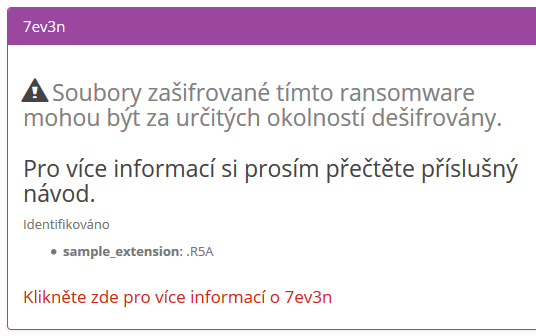 7ev3n
Soubory zašifrované tímto ransomware
mohou být za určitých okolností dešifrovány.
Pro více informací si prosím přečtěte příslušný
návod.
Identifikováno
• sample_extension: .R5A
Klikněte zde pro více informací o 7ev3n